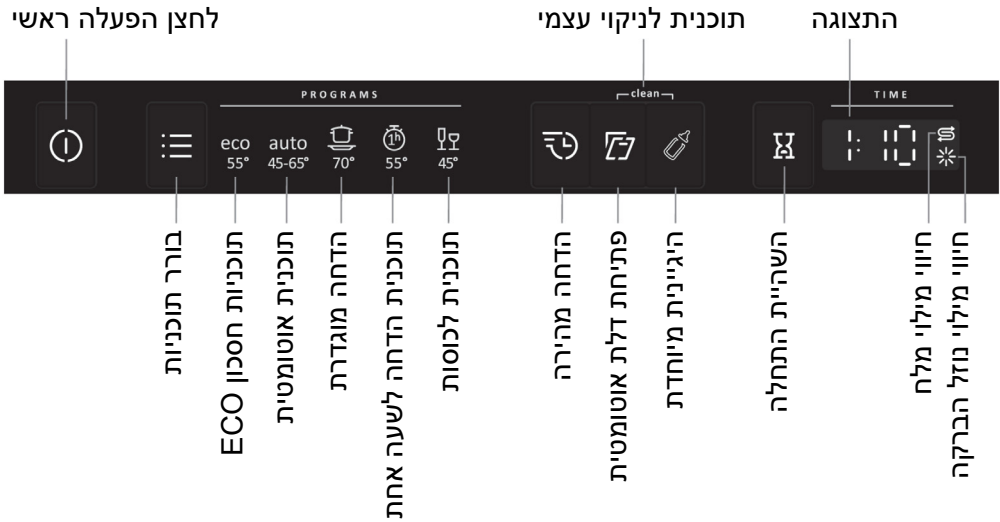 לחצן הפעלה ראשי
תוכנית לניקוי עצמי
התצוגה
PROGRAMS
clean
TIME
eco
55°
auto
45-65°
70°
1h
55°
45°
1:10
בורר תוכניות
תוכניות חסכון ECO
תוכנית אוטומטית
הדחה מוגדרת
תוכנית הדחה לשעה אחת
תוכנית לכוסות
הדחה מהירה
פתיחת דלת אוטומטית
היגיינית מיוחדת
השהיית התחלה
חיווי מילוי מלח
חיווי מילוי נוזל הברקה